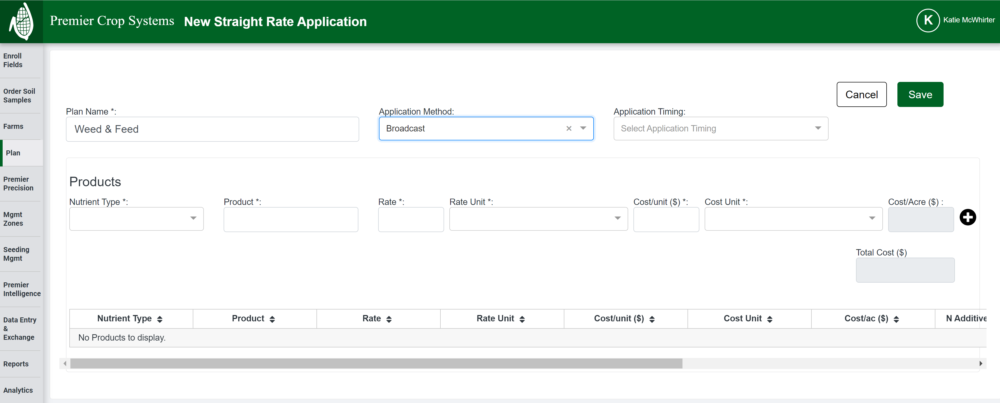 Premier Crop Systems New Straight Rate Application
K Katie McWhirter
Enroll
Fields
Order Soil
Samples
Farms
Plan
Premier
Precision
Mgmt
Zones
Seeding
Mgmt
Premier
Intelligence
Data Entry
&
Exchange
Reports
Analytics
Cancel Save
Plan Name *: Application Method: Application Timing:
Weed & Feed Broadcast × Select Application Timing
Products
Nutrient Type *: Product *: Rate *: Rate Unit *: Cost/unit ($) *: Cost Unit *: Cost/Acre ($) :
Total Cost ($)
Nutrient Type Product Rate Rate Unit Cost/unit ($) Cost Unit Cost/ac ($) N Additive
No Products to display.